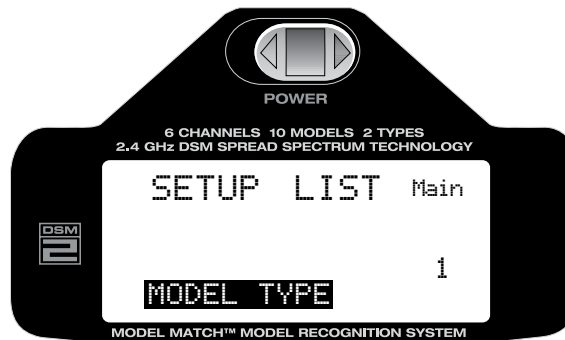 POWER
6 CHANNELS 10 MODELS 2 TYPES
2.4 GHz DSM SPREAD SPECTRUM TECHNOLOGY
SETUP LIST Main
DSM
2
1
MODEL TYPE
MODEL MATCH™ MODEL RECOGNITION SYSTEM